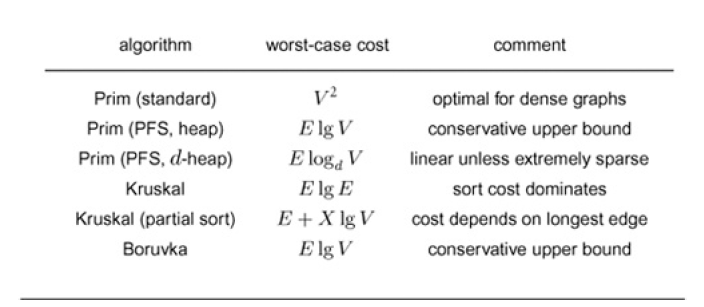 algorithm worst-case cost comment
Prim (standard) V² optimal for dense graphs
Prim (PFS, heap) E lg V conservative upper bound
Prim (PFS, d-heap) E log_d V linear unless extremely sparse
Kruskal E lg E sort cost dominates
Kruskal (partial sort) E + X lg V cost depends on longest edge
Boruvka E lg V conservative upper bound